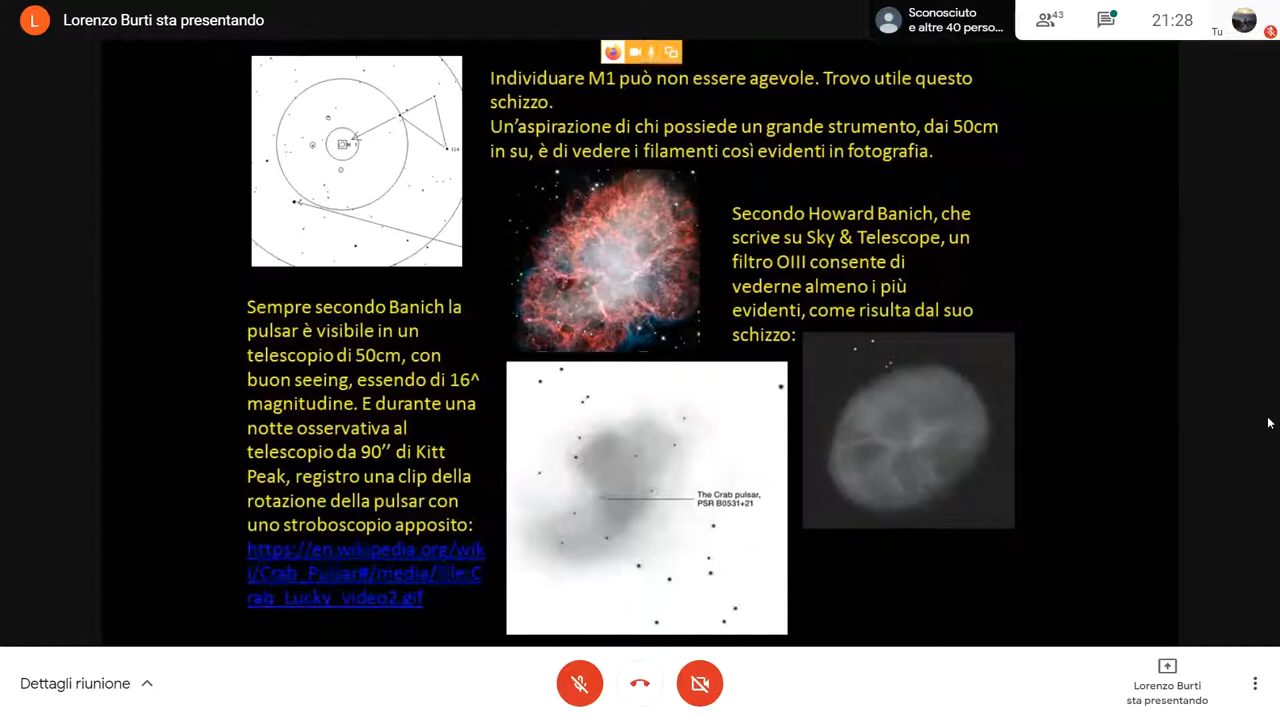 L
Lorenzo Burti sta presentando
Sconosciuto
e altre 40 perso...
43
21:28
Tu
Individuare M1 può non essere agevole. Trovo utile questo
schizzo.
Un'aspirazione di chi possiede un grande strumento, dai 50cm
in su, è di vedere i filamenti così evidenti in fotografia.
114
Secondo Howard Banich, che
scrive su Sky & Telescope, un
filtro OIII consente di
vederne almeno i più
evidenti, come risulta dal suo
schizzo:
Sempre secondo Banich la
pulsar è visibile in un
telescopio di 50cm, con
buon seeing, essendo di 16^
magnitudine. E durante una
notte osservativa al
telescopio da 90’’ di Kitt
Peak, registro una clip della
rotazione della pulsar con
uno stroboscopio apposito:
https://en.wikipedia.org/wik
i/Crab_Pulsar#/media/File:C
rab_Lucky_video2.gif
The Crab pulsar,
PSR B0531+21
Dettagli riunione
Lorenzo Burti
sta presentando